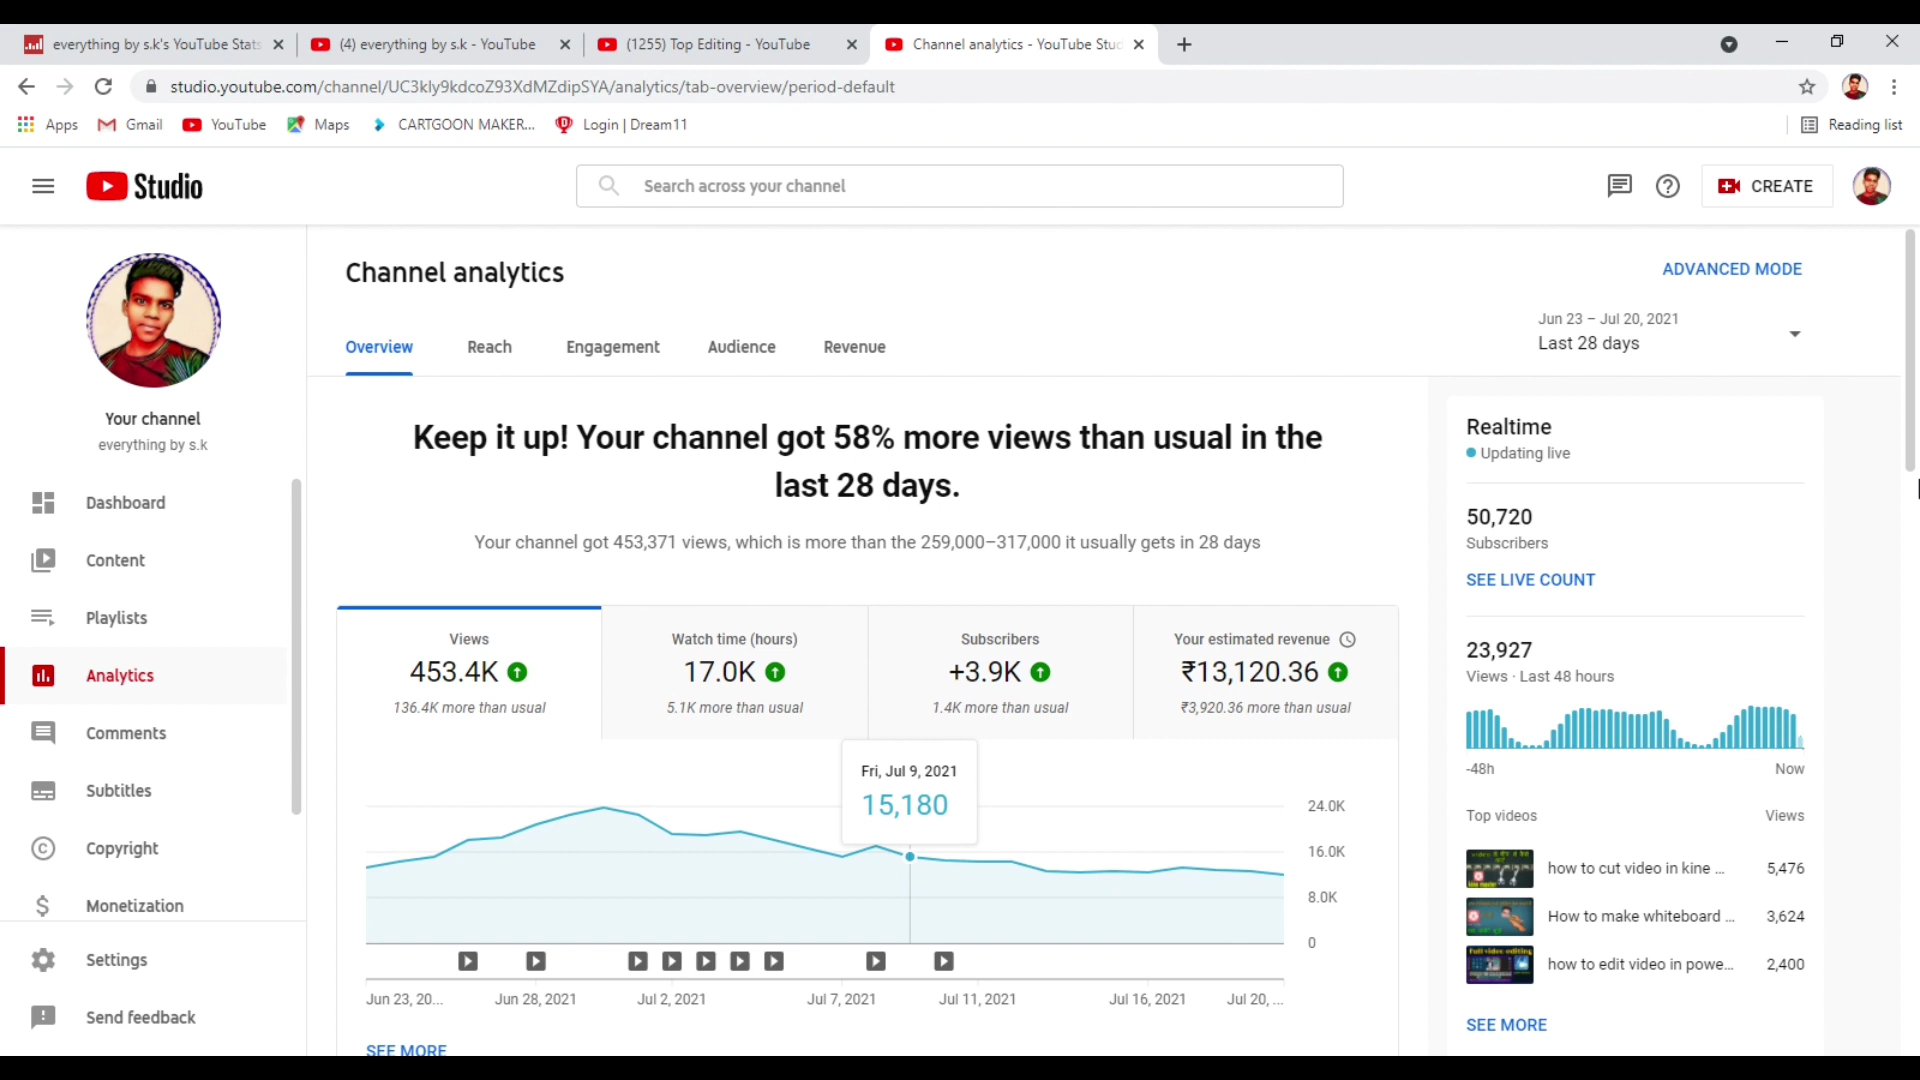 everything by s.k's YouTube Stats
(4) everything by s.k - YouTube
(1255) Top Editing - YouTube
Channel analytics - YouTube Stuc
studio.youtube.com/channel/UC3kly9kdcoZ93XdMZdipSYA/analytics/tab-overview/period-default
Apps
Gmail
YouTube
Maps
CARTGOON MAKER...
Login | Dream11
Reading list
Studio
Search across your channel
CREATE
Channel analytics
ADVANCED MODE
Overview
Reach
Engagement
Audience
Revenue
Jun 23 – Jul 20, 2021
Last 28 days
Your channel
everything by s.k
Dashboard
Content
Playlists
Analytics
Comments
Subtitles
Copyright
Monetization
Settings
Send feedback
Keep it up! Your channel got 58% more views than usual in the
last 28 days.
Your channel got 453,371 views, which is more than the 259,000–317,000 it usually gets in 28 days
Views
453.4K
136.4K more than usual
Watch time (hours)
17.0K
5.1K more than usual
Subscribers
+3.9K
1.4K more than usual
Your estimated revenue
₹13,120.36
₹3,920.36 more than usual
Fri, Jul 9, 2021
15,180
24.0K
16.0K
8.0K
0
Jun 23, 20...
Jun 28, 2021
Jul 2, 2021
Jul 7, 2021
Jul 11, 2021
Jul 16, 2021
Jul 20, ...
SEE MORE
Realtime
Updating live
50,720
Subscribers
SEE LIVE COUNT
23,927
Views · Last 48 hours
-48h
Now
Top videos
Views
how to cut video in kine ...
5,476
How to make whiteboard ...
3,624
Full video editing
how to edit video in powe...
2,400
SEE MORE